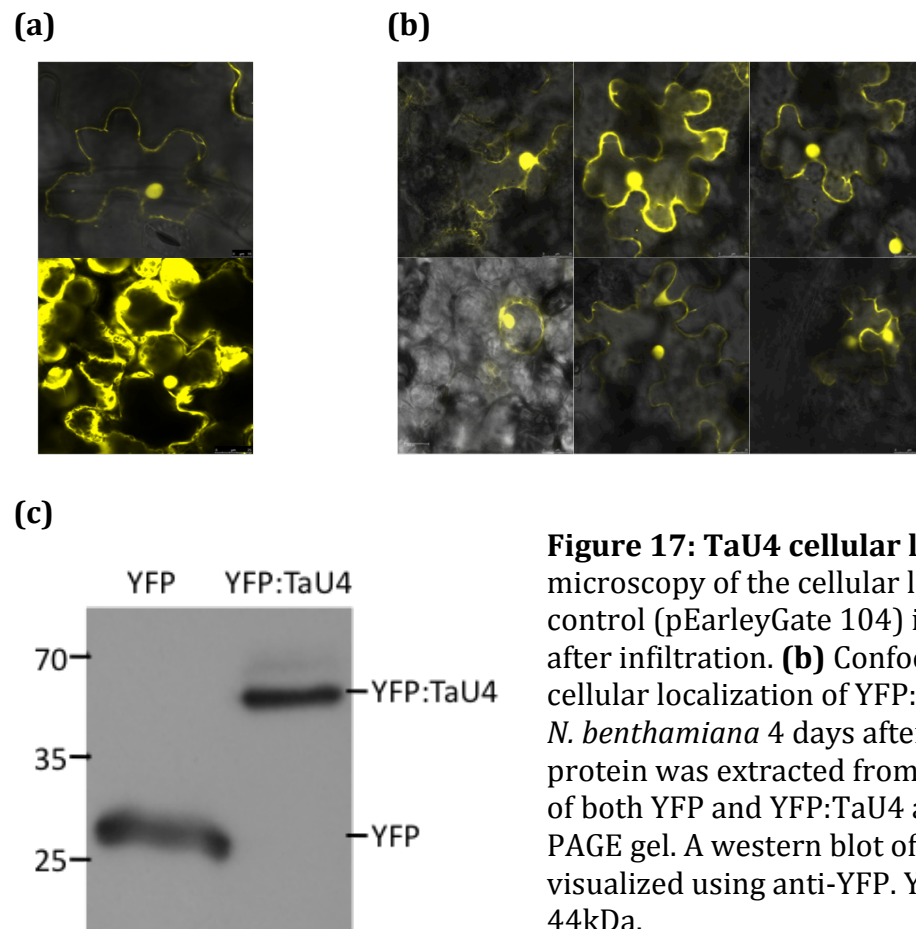 (a)
(b)
(c)
YFP YFP:TaU4
70
YFP:TaU4
35
YFP
25
Figure 17: TaU4 cellular
microscopy of the cellular
control (pEarleyGate 104)
after infiltration. (b)
cellular localization of YFP:
N. benthamiana 4 days after
protein was extracted from
of both YFP and YFP:TaU4
PAGE gel. A western blot of
visualized using anti-YFP.
44kDa.